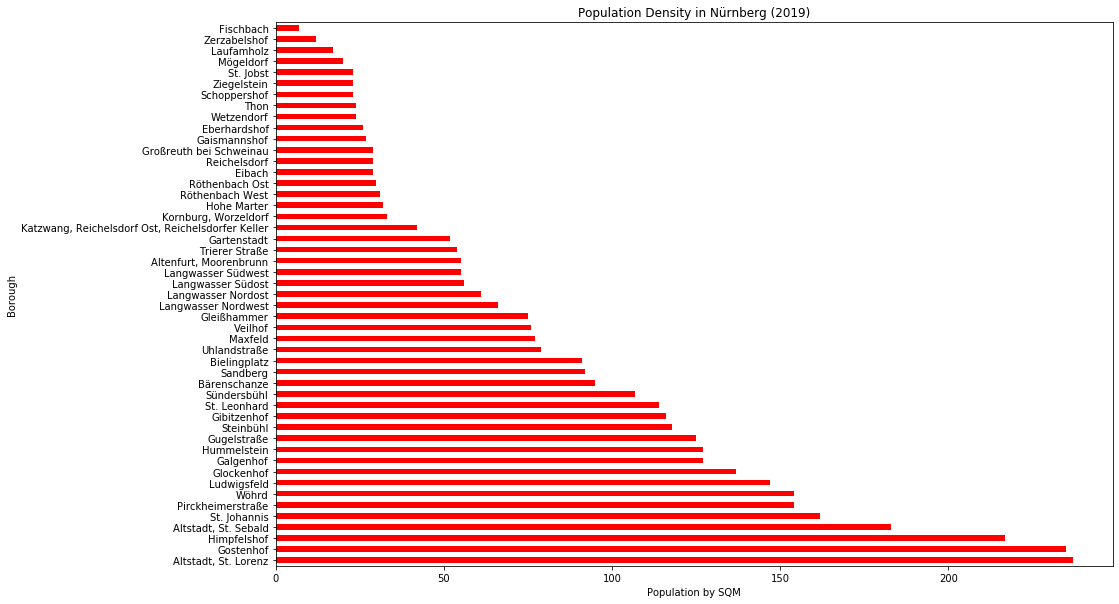 Population Density in Nürnberg (2019)
Fischbach
Zerzabelshof
Laufamholz
Mögeldorf
St. Jobst
Ziegelstein
Schoppershof
Thon
Wetzendorf
Eberhardshof
Gaismannshof
Großreuth bei Schweinau
Reichelsdorf
Eibach
Röthenbach Ost
Röthenbach West
Hohe Marter
Kornburg, Worzeldorf
Katzwang, Reichelsdorf Ost, Reichelsdorfer Keller
Gartenstadt
Trierer Straße
Altenfurt, Moorenbrunn
Langwasser Südwest
Langwasser Südost
Langwasser Nordost
Langwasser Nordwest
Gleißhammer
Veilhof
Maxfeld
Uhlandstraße
Bielingplatz
Sandberg
Bärenschanze
Sündersbühl
St. Leonhard
Gibitzenhof
Steinbühl
Gugelstraße
Hummelstein
Galgenhof
Glockenhof
Ludwigsfeld
Wöhrd
Pirckheimerstraße
St. Johannis
Altstadt, St. Sebald
Himpfelshof
Gostenhof
Altstadt, St. Lorenz
Borough
0 50 100 150 200
Population by SQM